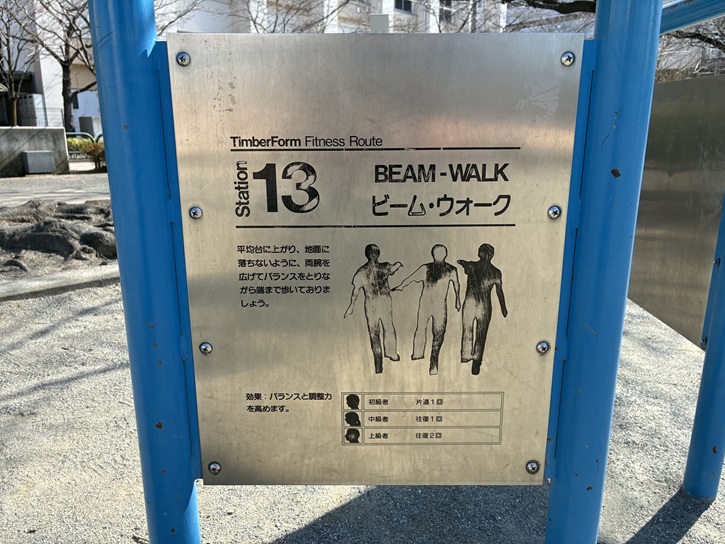 TimberForm Fitness Route
Station 13
BEAM-WALK
ビーム・ウォーク
平均台に上がり、地面に
落ちないように、両腕を
広げてバランスをとりな
がら端まで歩いておりま
しょう。
効果：バランスと調整力
を高めます。
初級者 片道1回
中級者 往復1回
上級者 往復2回